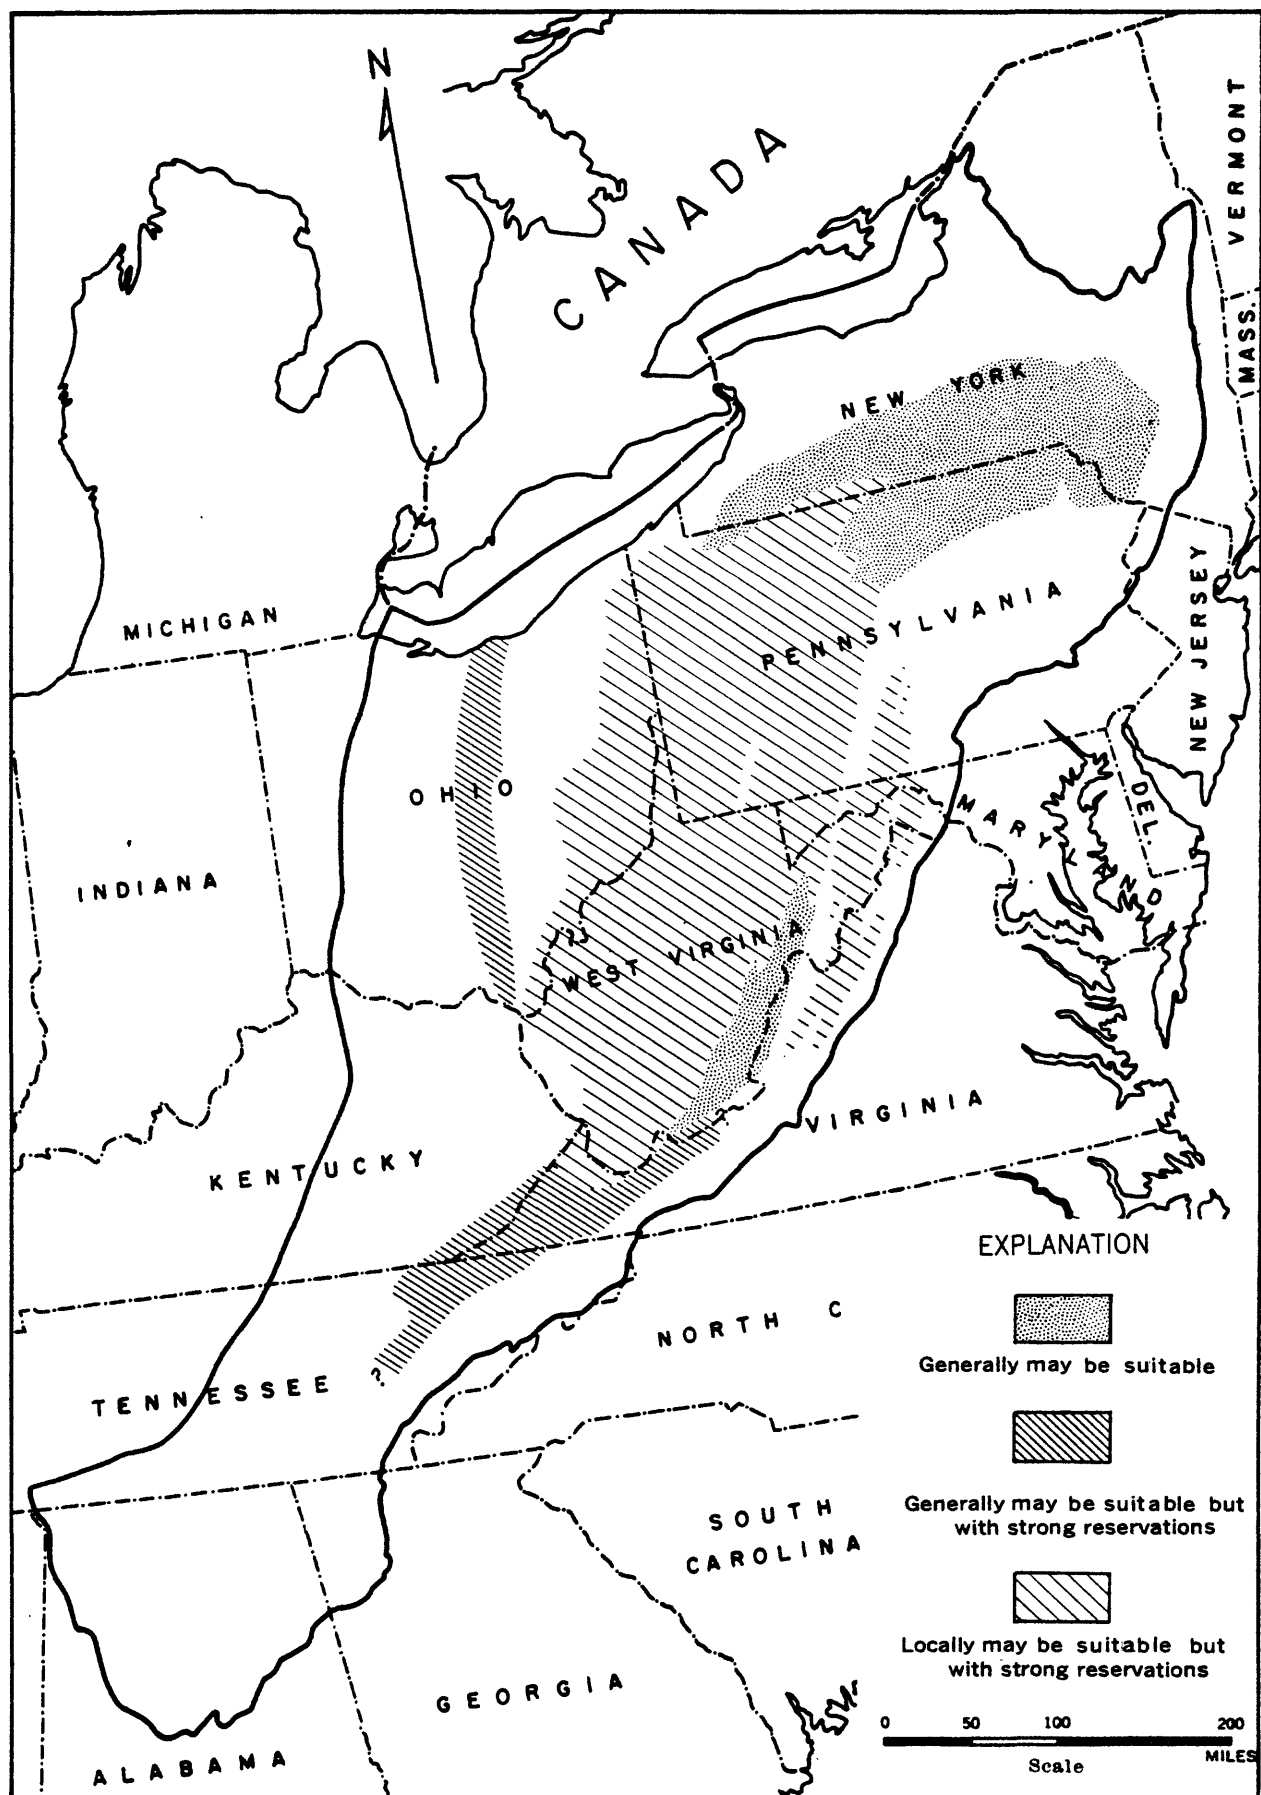 N
CANADA
VERMONT
MASS.
NEW YORK
MICHIGAN
PENNSYLVANIA
NEW JERSEY
OHIO
MARYLAND
DEL.
INDIANA
WEST VIRGINIA
VIRGINIA
KENTUCKY
EXPLANATION
NORTH C
Generally may be suitable
?
TENNESSEE
Generally may be suitable but
with strong reservations
SOUTH
CAROLINA
Locally may be suitable but
with strong reservations
GEORGIA
0 50 100 200
MILES
Scale
ALABAMA